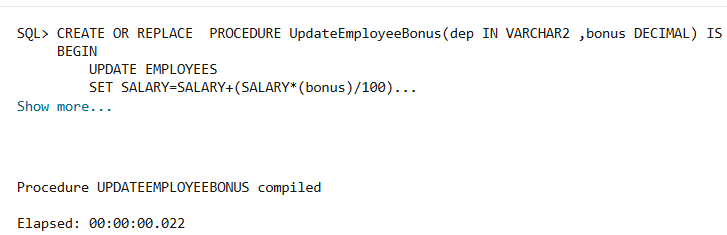 SQL> CREATE OR REPLACE  PROCEDURE UpdateEmployeeBonus(dep IN VARCHAR2 ,bonus DECIMAL) IS
BEGIN
UPDATE EMPLOYEES
SET SALARY=SALARY+(SALARY*(bonus)/100)...
Show more...
Procedure UPDATEEMPLOYEEBONUS compiled
Elapsed: 00:00:00.022